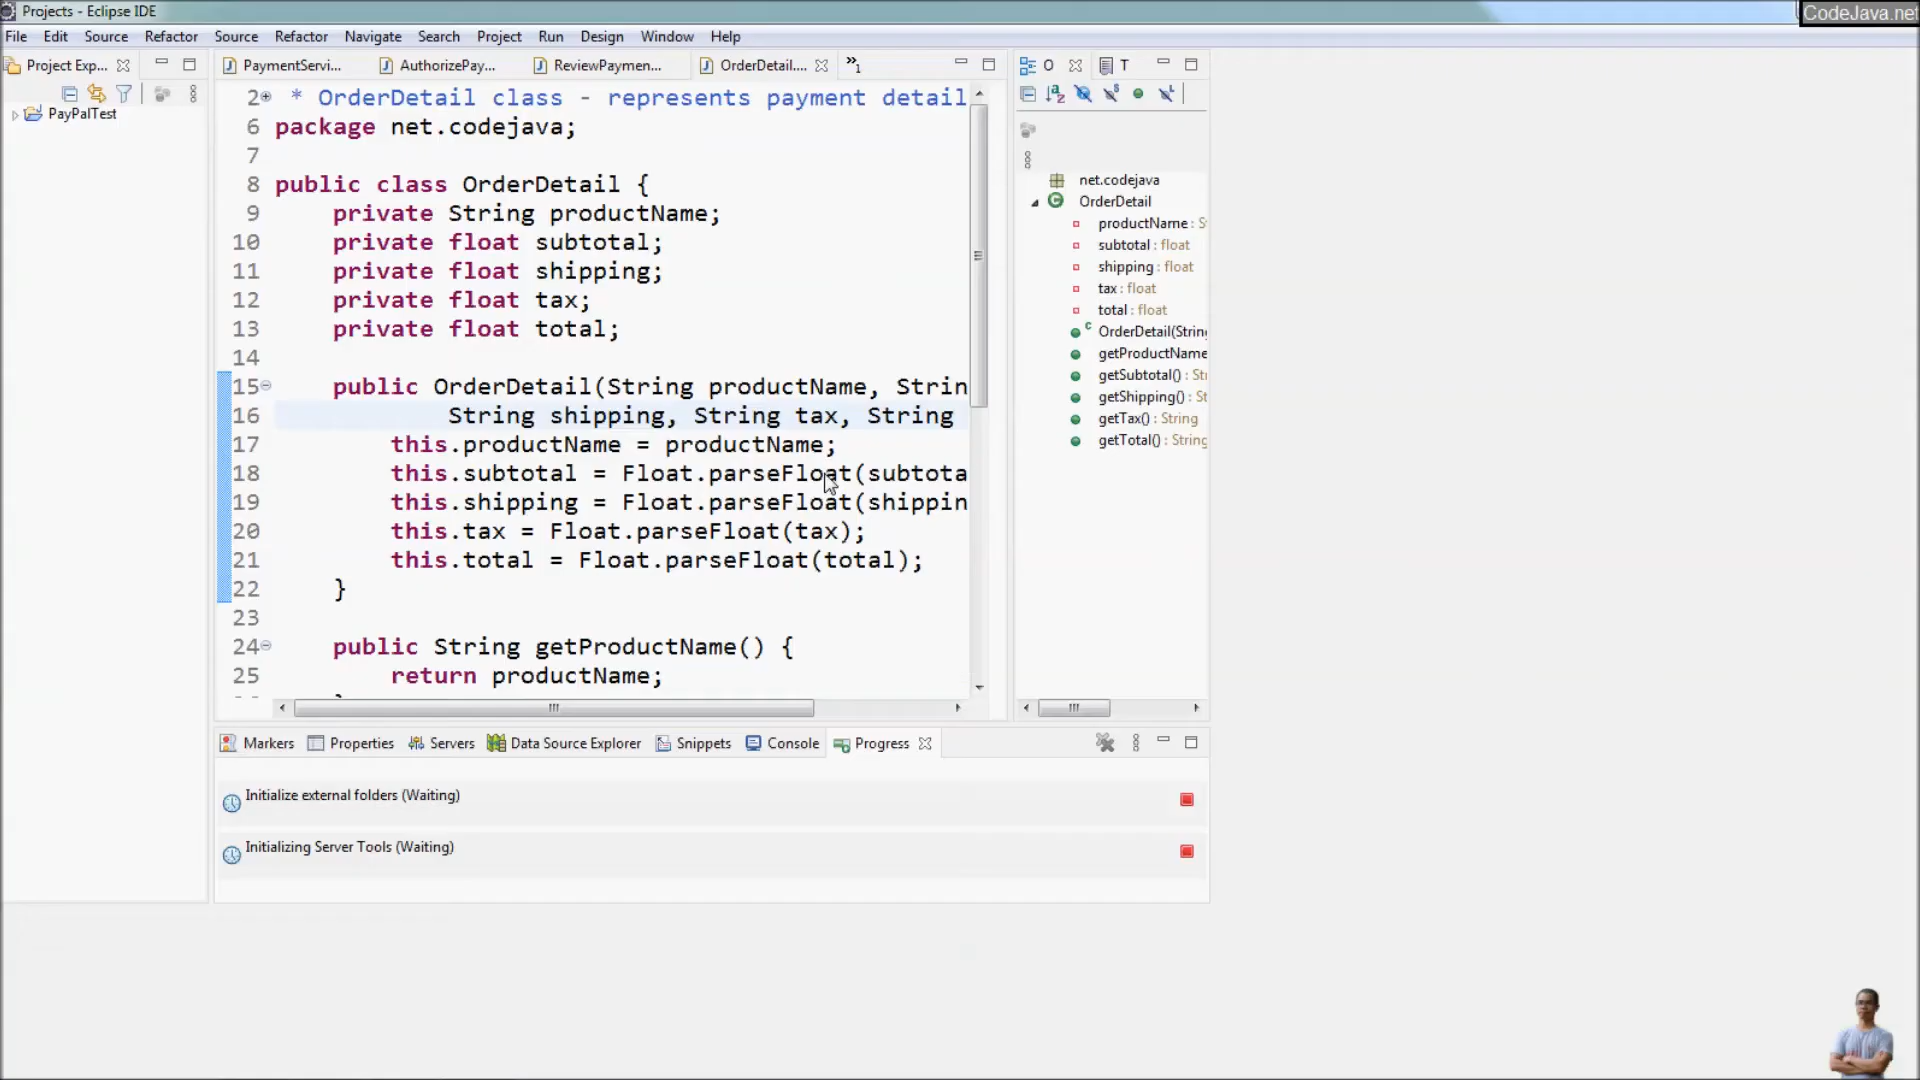 Projects - Eclipse IDE
CodeJava.net
File Edit Source Refactor Source Refactor Navigate Search Project Run Design Window Help
Project Exp...
PayPalTest
PaymentServi... AuthorizePay... ReviewPaymen... OrderDetail.... »1
2 * OrderDetail class - represents payment detail
6 package net.codejava;
7
8 public class OrderDetail {
9 private String productName;
10 private float subtotal;
11 private float shipping;
12 private float tax;
13 private float total;
14
15 public OrderDetail(String productName, Strin
16 String shipping, String tax, String
17 this.productName = productName;
18 this.subtotal = Float.parseFloat(subtota
19 this.shipping = Float.parseFloat(shippin
20 this.tax = Float.parseFloat(tax);
21 this.total = Float.parseFloat(total);
22 }
23
24 public String getProductName() {
25 return productName;
O T
net.codejava
OrderDetail
productName : S
subtotal : float
shipping : float
tax : float
total : float
OrderDetail(String
getProductName
getSubtotal() : Str
getShipping() : St
getTax() : String
getTotal() : String
Markers Properties Servers Data Source Explorer Snippets Console Progress
Initialize external folders (Waiting)
Initializing Server Tools (Waiting)